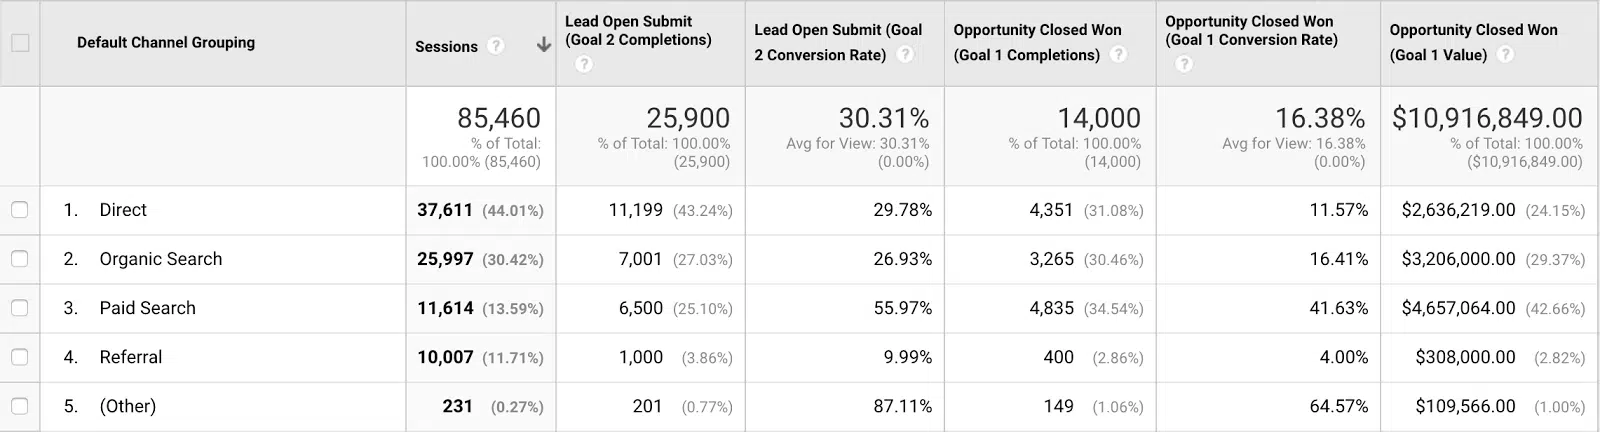 Default Channel Grouping
Sessions ?
Lead Open Submit
(Goal 2 Completions)
?
Lead Open Submit (Goal
2 Conversion Rate) ?
Opportunity Closed Won
(Goal 1 Completions) ?
Opportunity Closed Won
(Goal 1 Conversion Rate)
?
Opportunity Closed Won
(Goal 1 Value) ?
85,460
% of Total:
100.00% (85,460)
25,900
% of Total: 100.00%
(25,900)
30.31%
Avg for View: 30.31%
(0.00%)
14,000
% of Total: 100.00%
(14,000)
16.38%
Avg for View: 16.38%
(0.00%)
$10,916,849.00
% of Total: 100.00%
($10,916,849.00)
1. Direct 37,611 (44.01%) 11,199 (43.24%) 29.78% 4,351 (31.08%) 11.57% $2,636,219.00 (24.15%)
2. Organic Search 25,997 (30.42%) 7,001 (27.03%) 26.93% 3,265 (30.46%) 16.41% $3,206,000.00 (29.37%)
3. Paid Search 11,614 (13.59%) 6,500 (25.10%) 55.97% 4,835 (34.54%) 41.63% $4,657,064.00 (42.66%)
4. Referral 10,007 (11.71%) 1,000 (3.86%) 9.99% 400 (2.86%) 4.00% $308,000.00 (2.82%)
5. (Other) 231 (0.27%) 201 (0.77%) 87.11% 149 (1.06%) 64.57% $109,566.00 (1.00%)